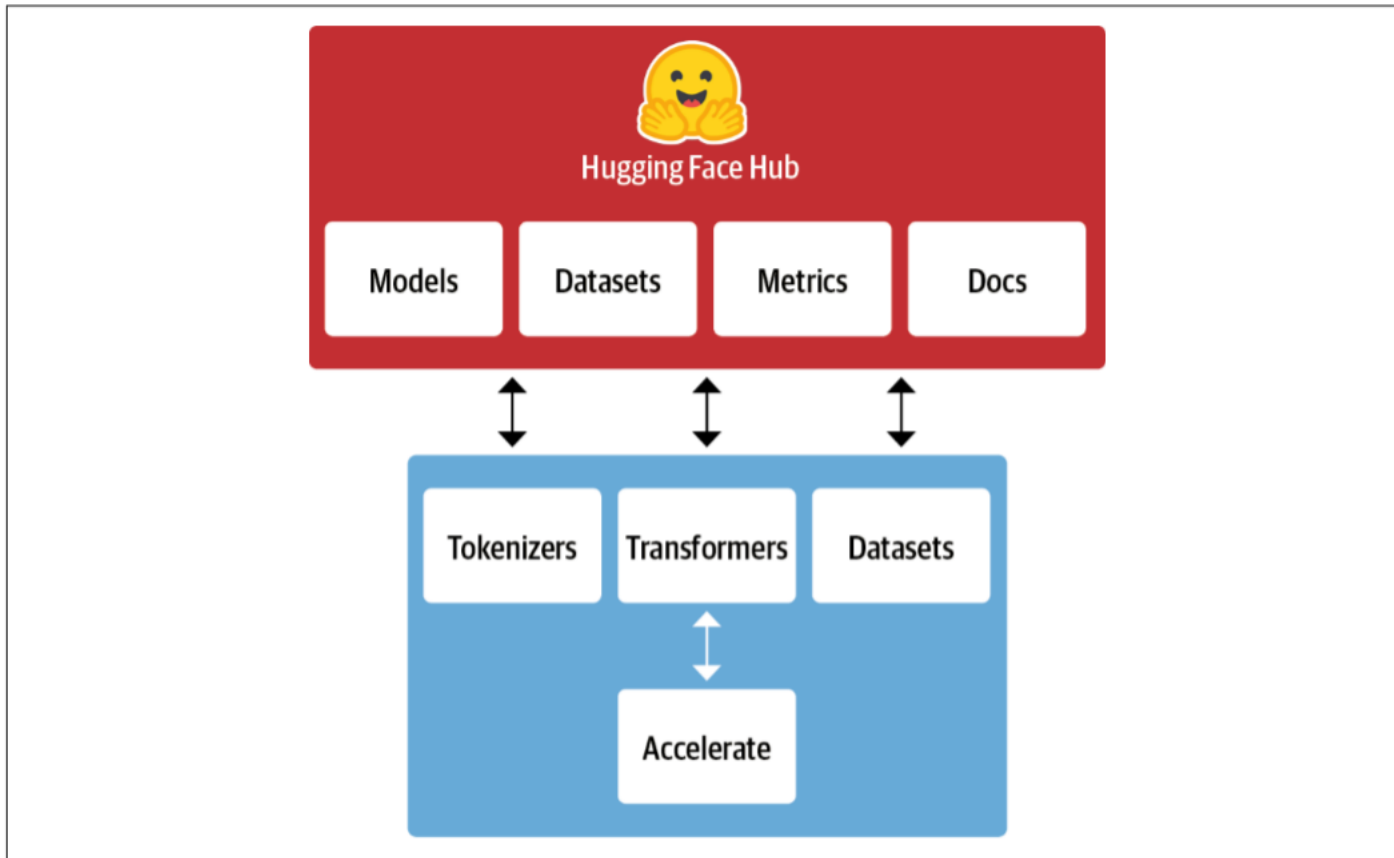 Hugging Face Hub
Models Datasets Metrics Docs
Tokenizers Transformers Datasets
Accelerate